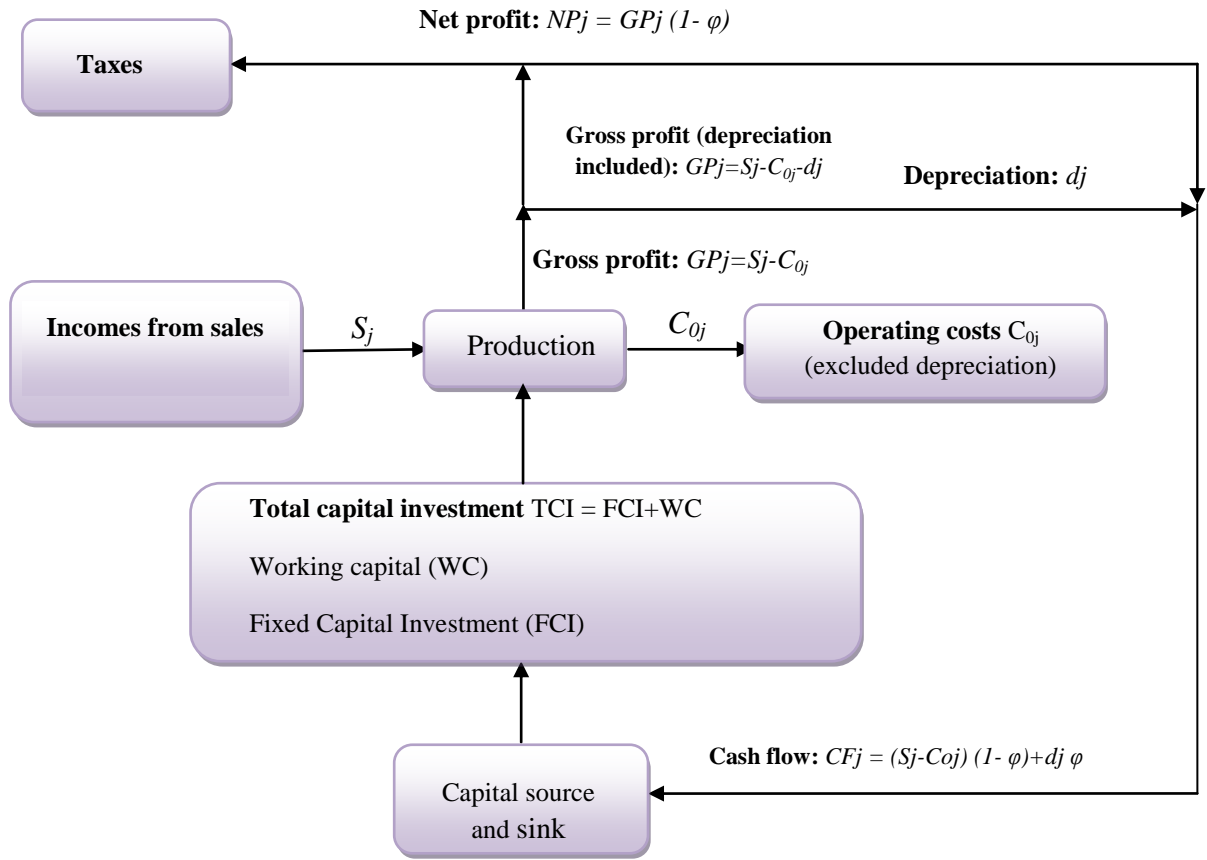 Net profit: NPj = GPj (1- φ)
Taxes
Gross profit (depreciation
included): GPj=Sj-C0j-dj
Depreciation: dj
Gross profit: GPj=Sj-C0j
Incomes from sales
Sj
Production
C0j
Operating costs C0j
(excluded depreciation)
Total capital investment TCI = FCI+WC
Working capital (WC)
Fixed Capital Investment (FCI)
Cash flow: CFj = (Sj-Coj) (1- φ)+dj φ
Capital source
and sink